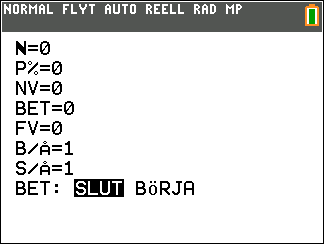 NORMAL FLYT AUTO REELL RAD MP
N=0
P%=0
NV=0
BET=0
FV=0
B/Å=1
S/Å=1
BET: SLUT BÖRJA